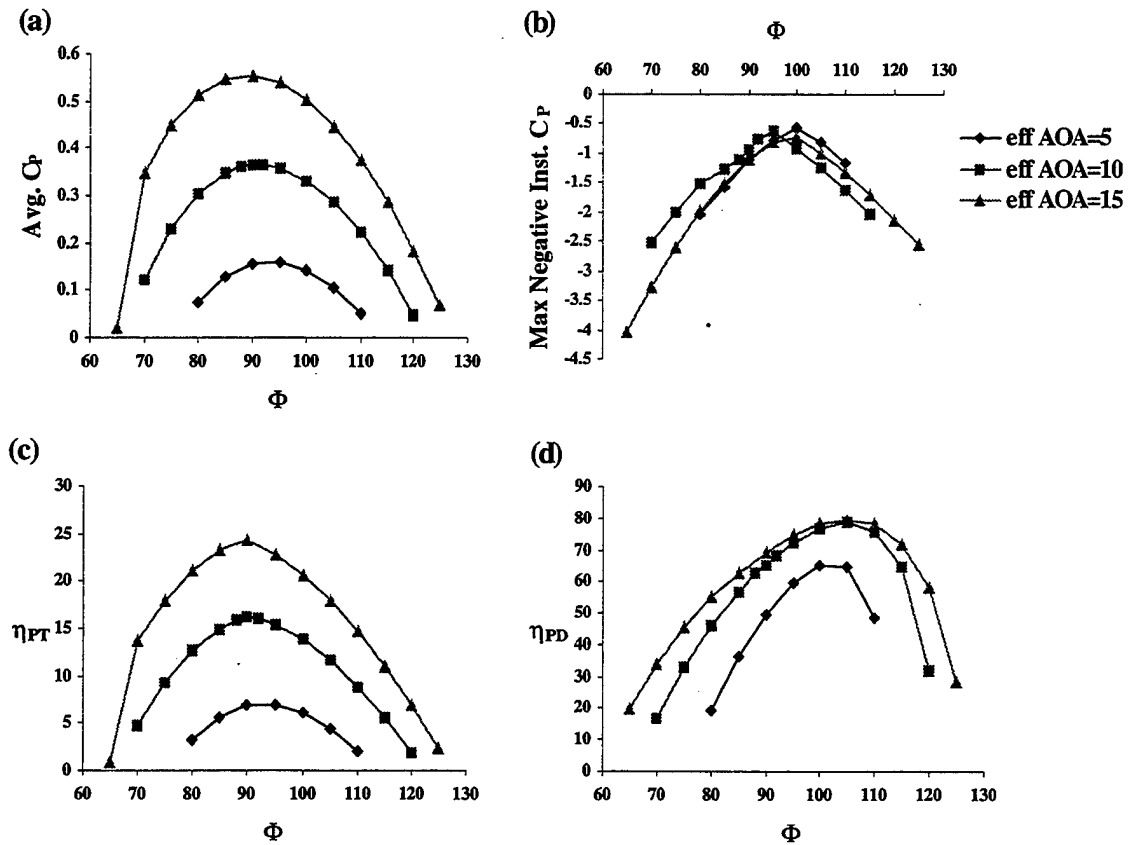 (a)
0.6
0.5
0.4
0.3
0.2
0.1
0
Avg. CP
60 70 80 90 100 110 120 130
Φ
(b)
Φ
60 70 80 90 100 110 120 130
0
-0.5
-1
-1.5
-2
-2.5
-3
-3.5
-4
-4.5
Max Negative Inst. CP
eff AOA=5
eff AOA=10
eff AOA=15
(c)
30
25
20
15
10
5
0
ηPT
60 70 80 90 100 110 120 130
Φ
(d)
90
80
70
60
50
40
30
20
10
0
ηPD
60 70 80 90 100 110 120 130
Φ